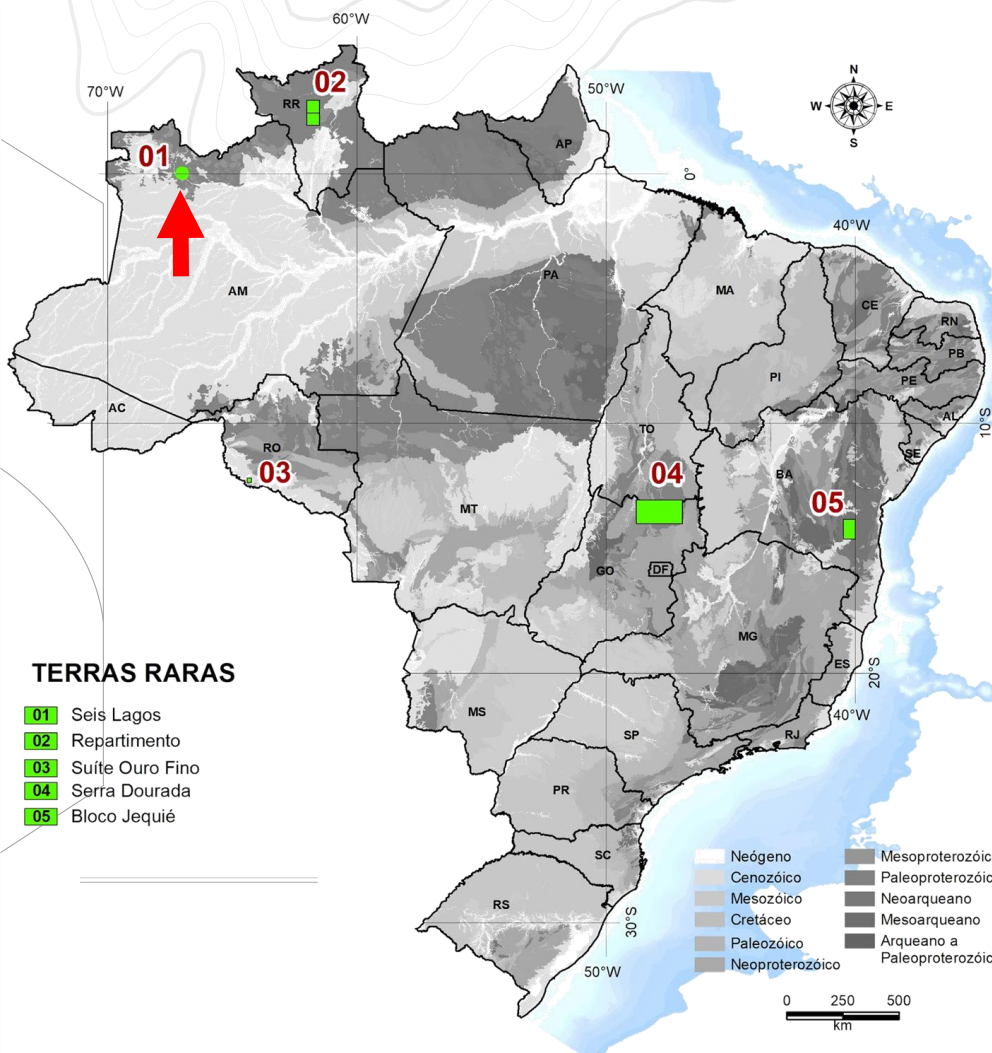 60°W
02
N
70°W
50°W
RR
W
E
S
01
AP
0°
40°W
PA
AM
MA
CE
RN
PB
PI
PE
AC
AL
10°S
TO
RO
SE
03
04
BA
05
MT
GO
DF
MG
TERRAS RARAS
ES
20°S
01 Seis Lagos
MS
40°W
02 Repartimento
SP
RJ
03 Suíte Ouro Fino
04 Serra Dourada
PR
05 Bloco Jequié
SC
RS
30°S
50°W
Neógeno
Cenozóico
Mesozóico
Cretáceo
Paleozóico
Neoproterozóico
Mesoproterozóic
Paleoproterozóic
Neoarqueano
Mesoarqueano
Arqueano a
Paleoproterozóic
0 250 500
km